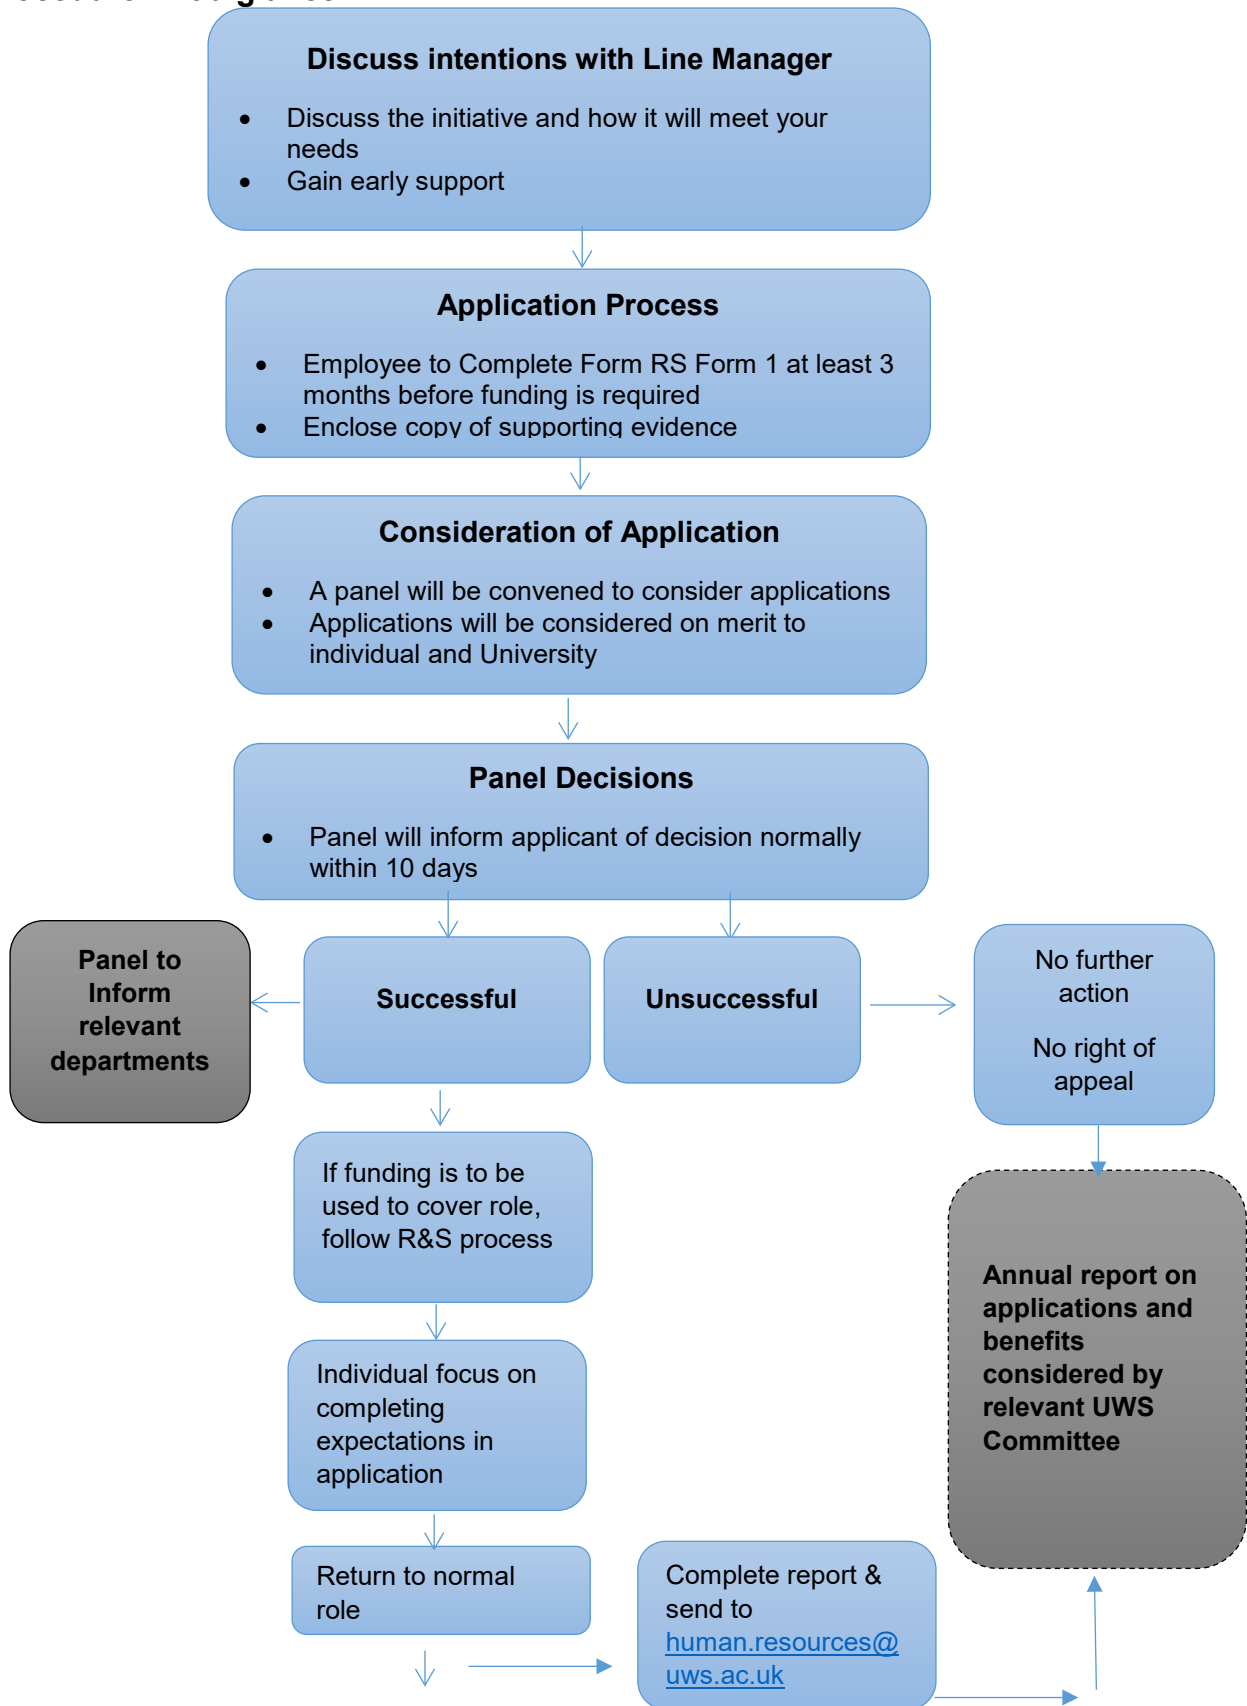 Discuss intentions with Line Manager
• Discuss the initiative and how it will meet your
needs
• Gain early support
Application Process
• Employee to Complete Form RS Form 1 at least 3
months before funding is required
• Enclose copy of supporting evidence
Consideration of Application
• A panel will be convened to consider applications
• Applications will be considered on merit to
individual and University
Panel Decisions
• Panel will inform applicant of decision normally
within 10 days
Panel to
Inform
relevant
departments
Successful
Unsuccessful
No further
action
No right of
appeal
If funding is to be
used to cover role,
follow R&S process
Individual focus on
completing
expectations in
application
Return to normal
role
Complete report &
send to
human.resources@
uws.ac.uk
Annual report on
applications and
benefits
considered by
relevant UWS
Committee